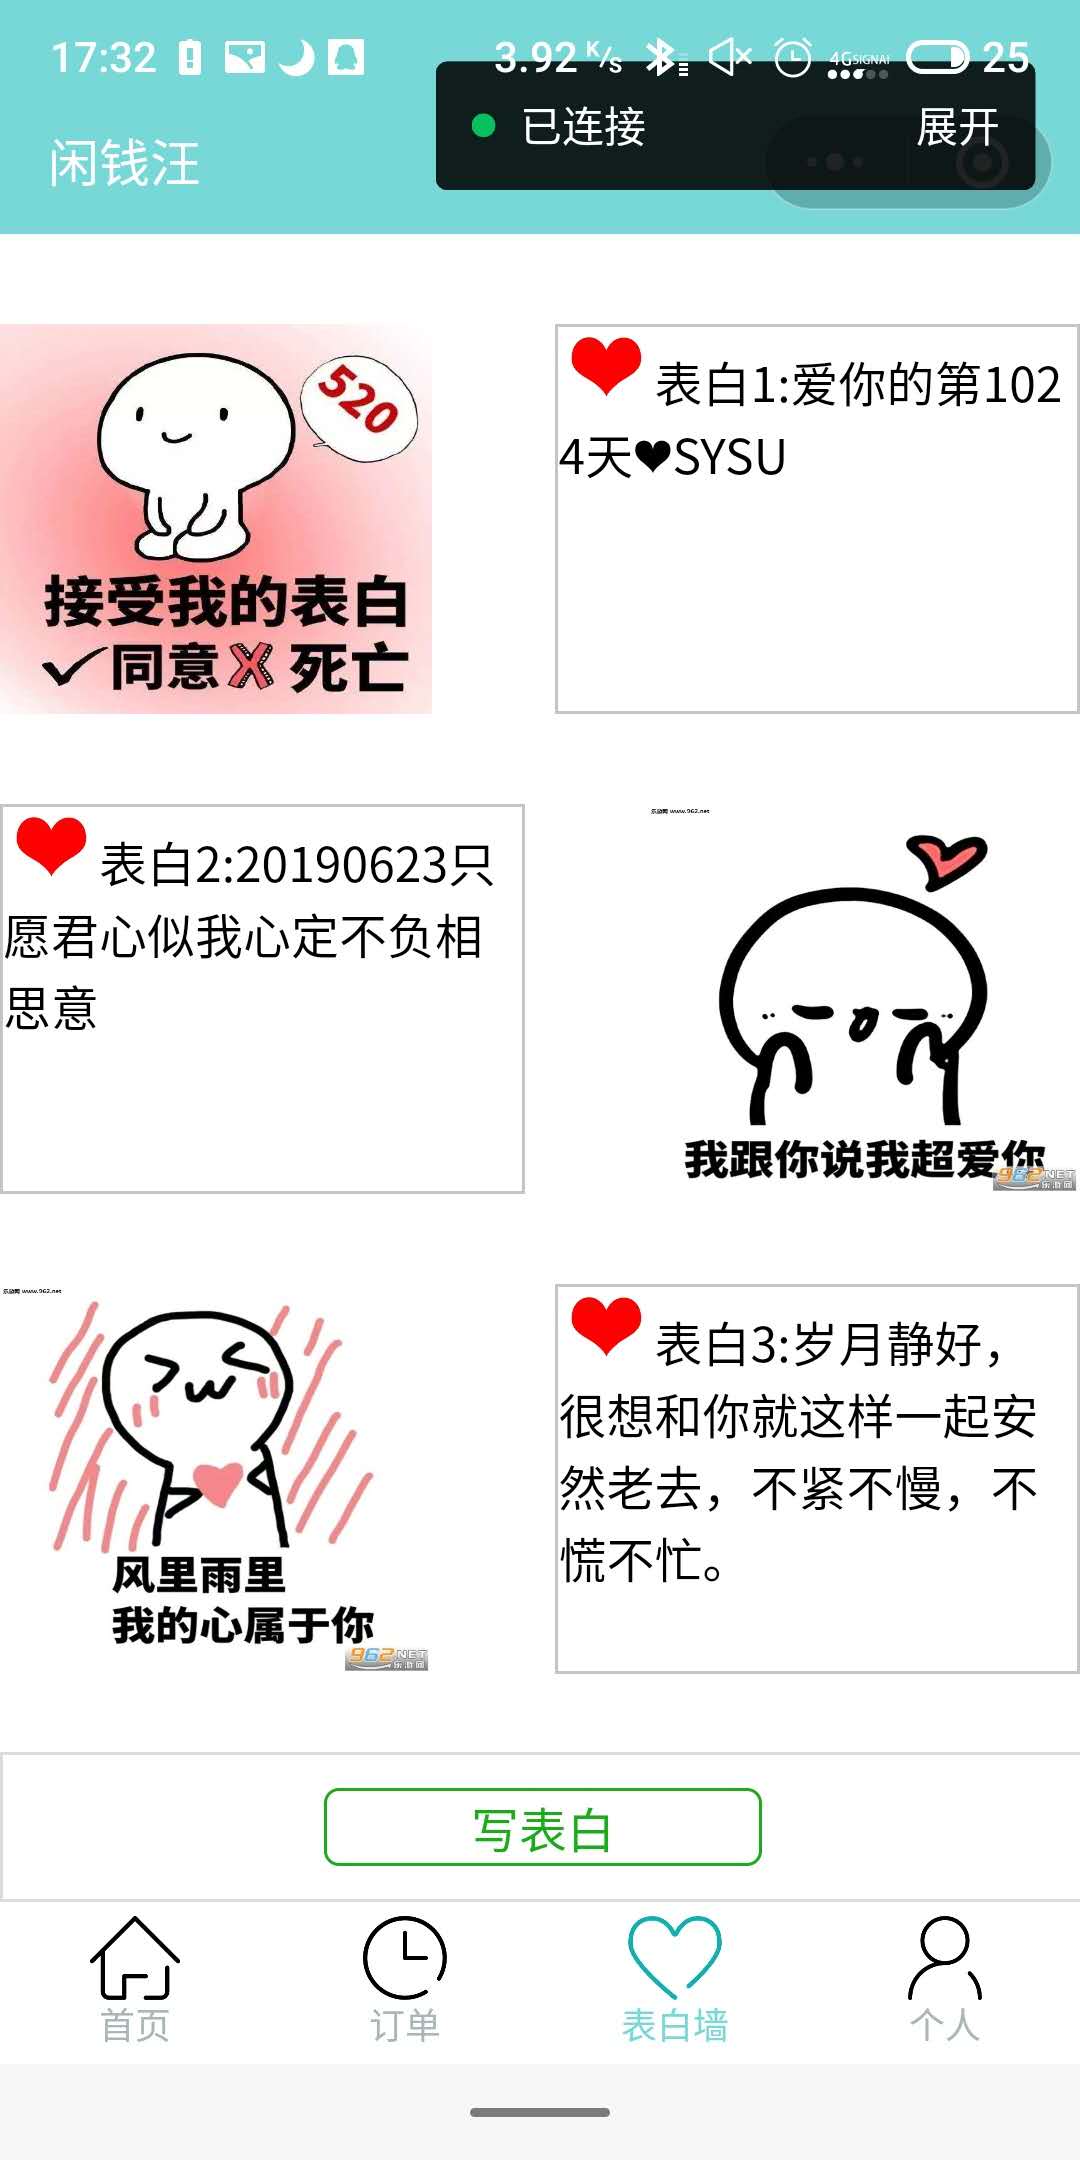 17:32
3.92 K/s
4G SIGNAl
25
闲钱汪
已连接
展开
520
接受我的表白
同意 死亡
表白1:爱你的第102
4天❤SYSU
表白2:20190623只
愿君心似我心定不负相
思意
乐游网 www.962.net
我跟你说我超爱你
962.NET
乐游网
乐游网 www.962.net
风里雨里
我的心属于你
962.NET
乐游网
表白3:岁月静好，
很想和你就这样一起安
然老去，不紧不慢，不
慌不忙。
写表白
首页
订单
表白墙
个人